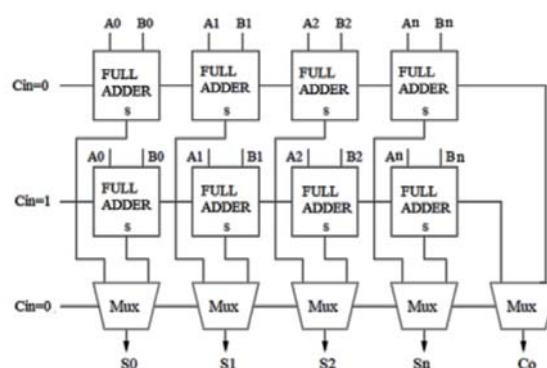 A0 B0 A1 B1 A2 B2 An Bn
Cin=0
FULL ADDER s
FULL ADDER s
FULL ADDER s
FULL ADDER s
A0 B0 A1 B1 A2 B2 An Bn
Cin=1
FULL ADDER s
FULL ADDER s
FULL ADDER s
FULL ADDER s
Cin=0 Mux Mux Mux Mux Mux
S0 S1 S2 Sn Co